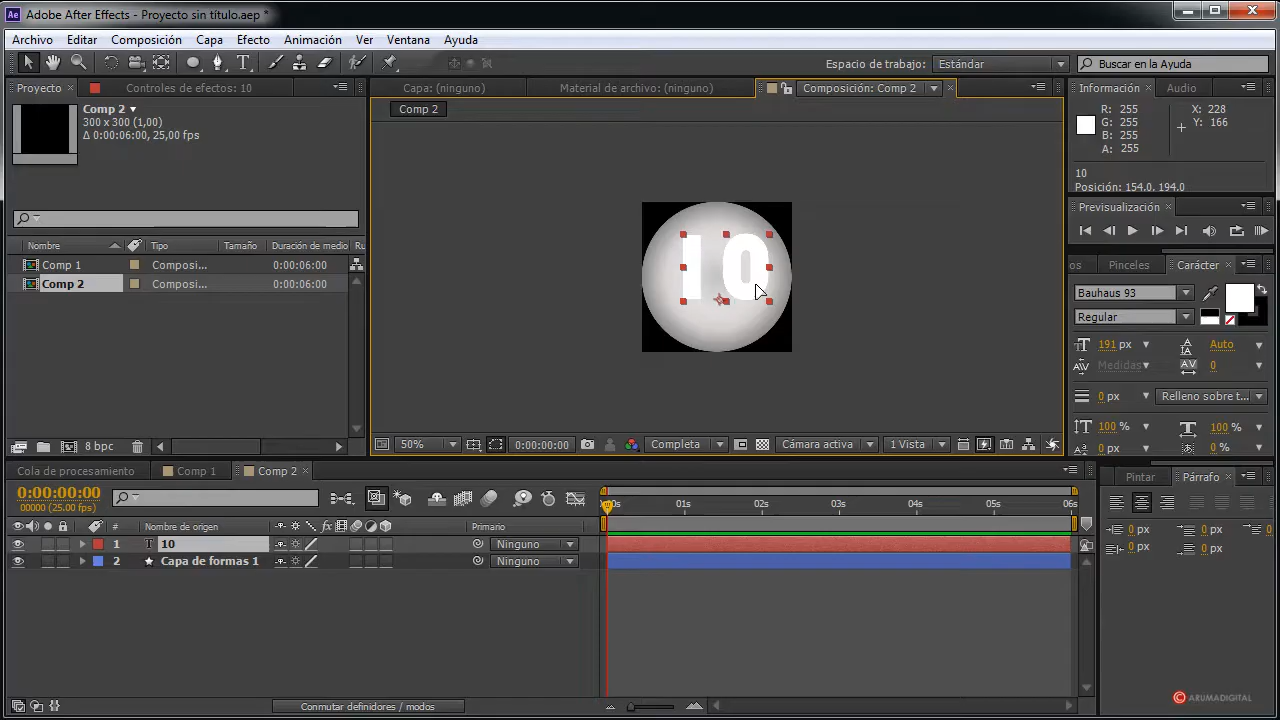 Ae Adobe After Effects - Proyecto sin título.aep *
Archivo Editar Composición Capa Efecto Animación Ver Ventana Ayuda
Espacio de trabajo: Estándar Buscar en la Ayuda
Proyecto Controles de efectos: 10
Capa: (ninguno) Material de archivo: (ninguno) Composición: Comp 2
Información Audio
Comp 2
300 x 300 (1,00)
Δ 0:00:06:00, 25,00 fps
Comp 2
R: 255
G: 255
B: 255
A: 255
X: 228
Y: 166
10
Posición: 154.0, 194.0
Previsualización
Nombre Tipo Tamaño Duración de medio
Comp 1 Composi... 0:00:06:00
Comp 2 Composi... 0:00:06:00
10
os Pinceles Carácter
Bauhaus 93
Regular
191 px Auto
Medidas 0
0 px Relleno sobre t...
100 % 100 %
0 px 0 %
8 bpc
50% 0:00:00:00 Completa Cámara activa 1 Vista
Cola de procesamiento Comp 1 Comp 2
0:00:00:00
00000 (25.00 fps)
01s 02s 03s 04s 05s 06s
# Nombre de origen fx Primario
1 T 10 Ninguno
2 Capa de formas 1 Ninguno
Pintar Párrafo
0 px 0 px 0
0 px 0 px
Conmutar definidores / modos
© ARUMADIGITAL